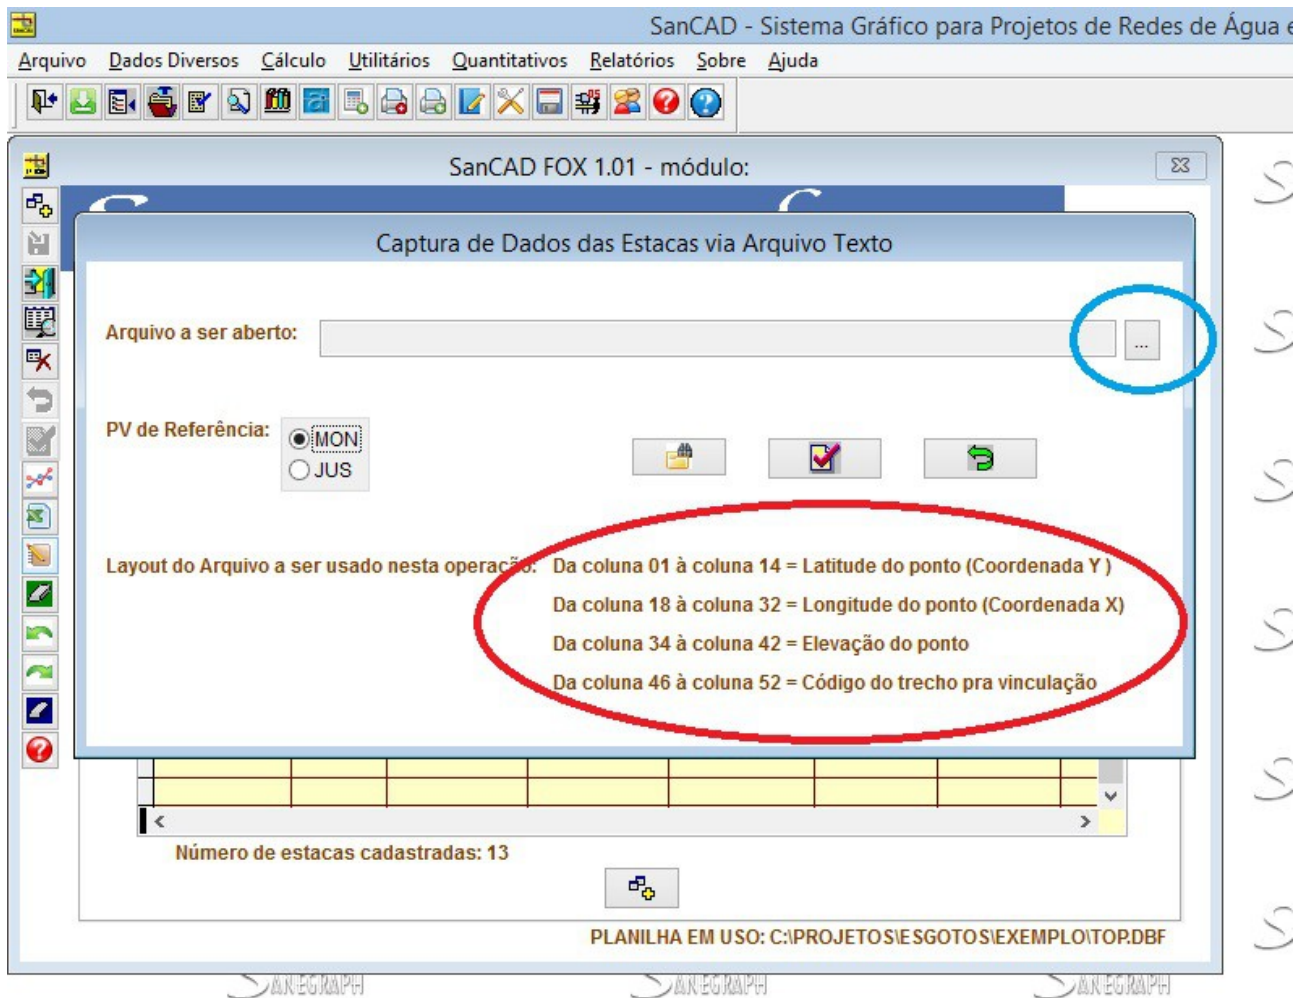 SanCAD - Sistema Gráfico para Projetos de Redes de Água e
Arquivo Dados Diversos Cálculo Utilitários Quantitativos Relatórios Sobre Ajuda
SanCAD FOX 1.01 - módulo:
Captura de Dados das Estacas via Arquivo Texto
Arquivo a ser aberto:
...
PV de Referência:
MON
JUS
Layout do Arquivo a ser usado nesta operação: Da coluna 01 à coluna 14 = Latitude do ponto (Coordenada Y )
Da coluna 18 à coluna 32 = Longitude do ponto (Coordenada X)
Da coluna 34 à coluna 42 = Elevação do ponto
Da coluna 46 à coluna 52 = Código do trecho pra vinculação
Número de estacas cadastradas: 13
PLANILHA EM USO: C:\PROJETOS\ESGOTOS\EXEMPLO\TOP.DBF
SANEGRAPH SANEGRAPH SANEGRAPH